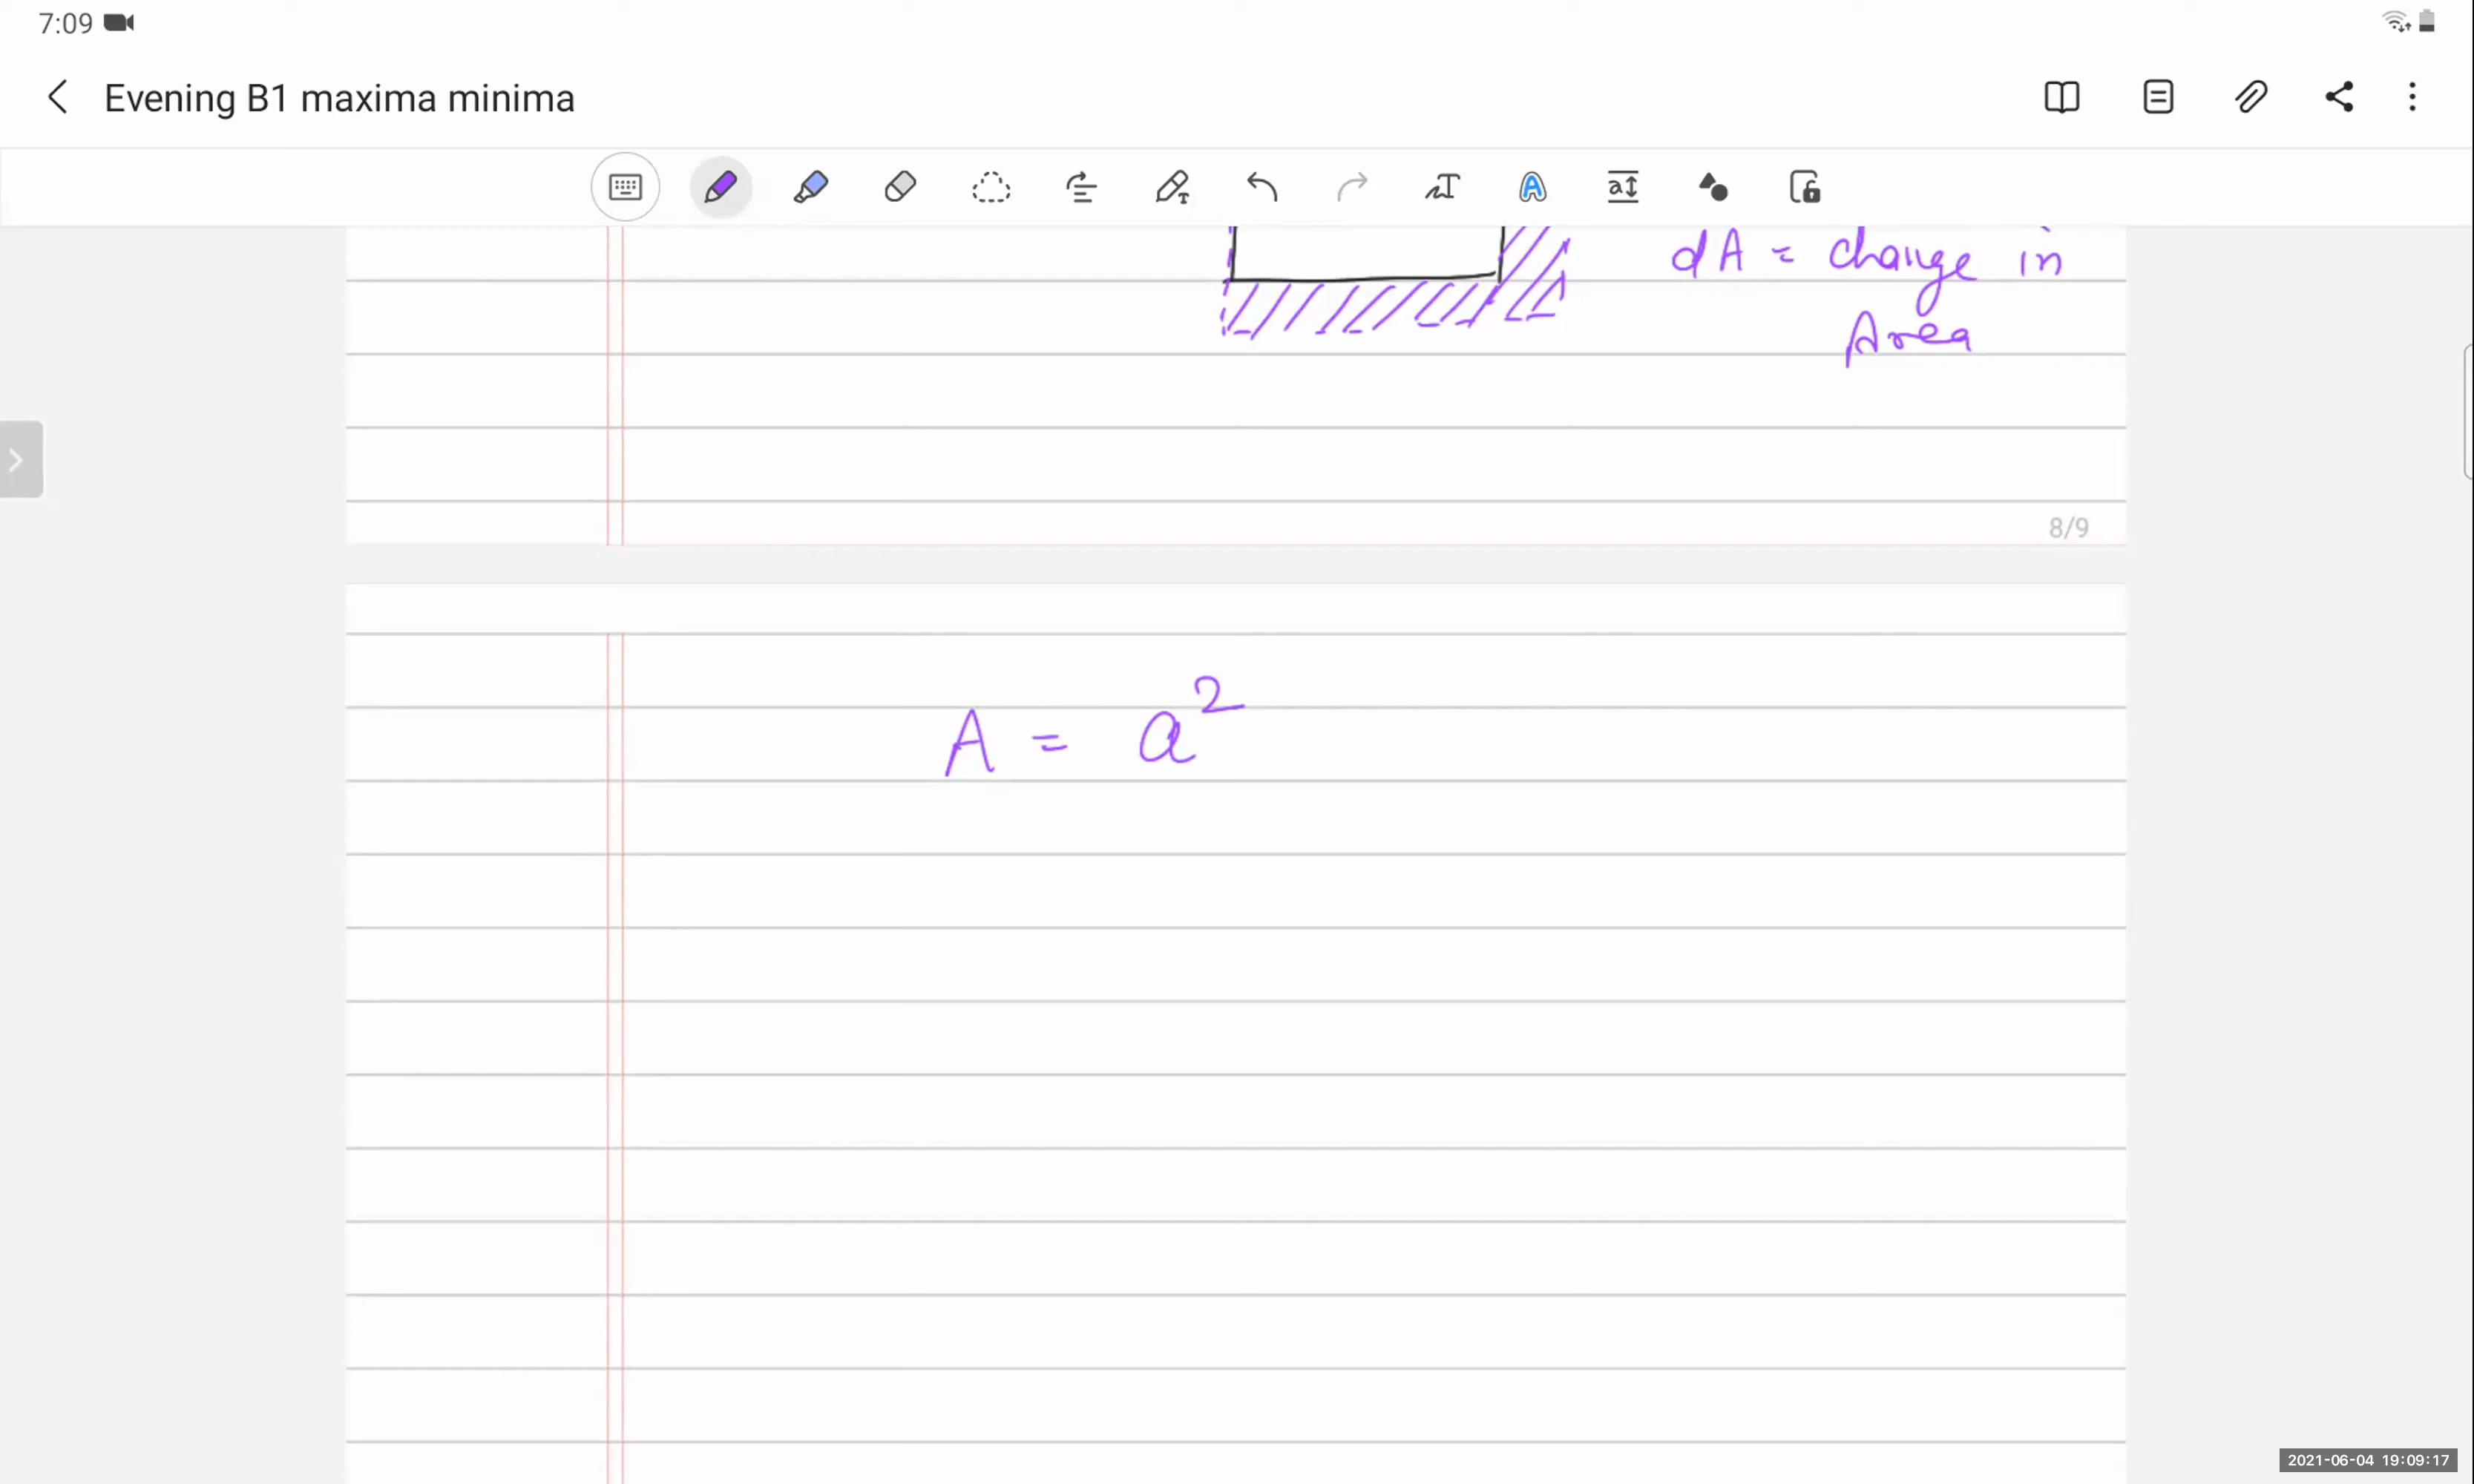 7:09
Evening B1 maxima minima
dA = change in
Area
8/9
A = a²
2021-06-04 19:09:17